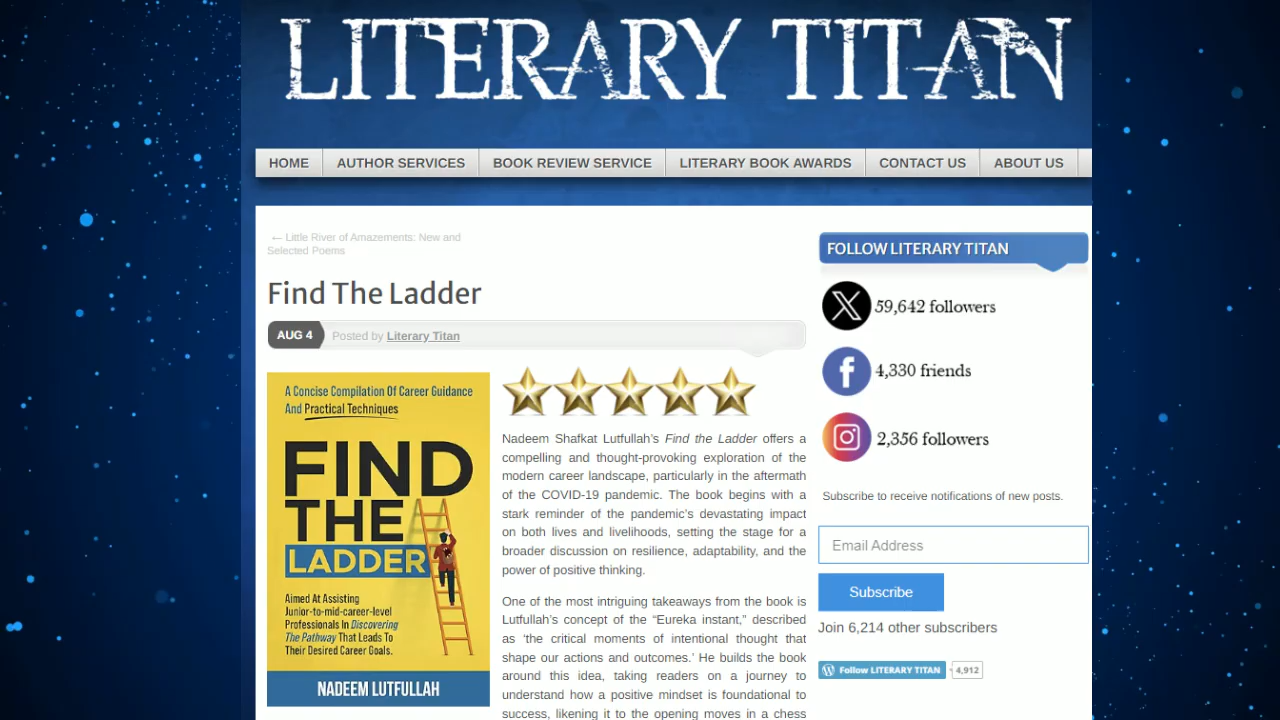 LITERARY TITAN
HOME
AUTHOR SERVICES
BOOK REVIEW SERVICE
LITERARY BOOK AWARDS
CONTACT US
ABOUT US
← Little River of Amazements: New and
Selected Poems
Find The Ladder
AUG 4
Posted by Literary Titan
A Concise Compilation Of Career Guidance
And Practical Techniques
FIND
THE
LADDER
Aimed At Assisting
Junior-to-mid-career-level
Professionals In Discovering
The Pathway That Leads To
Their Desired Career Goals.
NADEEM LUTFULLAH
Nadeem Shafkat Lutfullah’s Find the Ladder offers a
compelling and thought-provoking exploration of the
modern career landscape, particularly in the aftermath
of the COVID-19 pandemic. The book begins with a
stark reminder of the pandemic’s devastating impact
on both lives and livelihoods, setting the stage for a
broader discussion on resilience, adaptability, and the
power of positive thinking.
One of the most intriguing takeaways from the book is
Lutfullah’s concept of the “Eureka instant,” described
as ‘the critical moments of intentional thought that
shape our actions and outcomes.’ He builds the book
around this idea, taking readers on a journey to
understand how a positive mindset is foundational to
success, likening it to the opening moves in a chess
FOLLOW LITERARY TITAN
59,642 followers
4,330 friends
2,356 followers
Subscribe to receive notifications of new posts.
Email Address
Subscribe
Join 6,214 other subscribers
Follow LITERARY TITAN
4,912